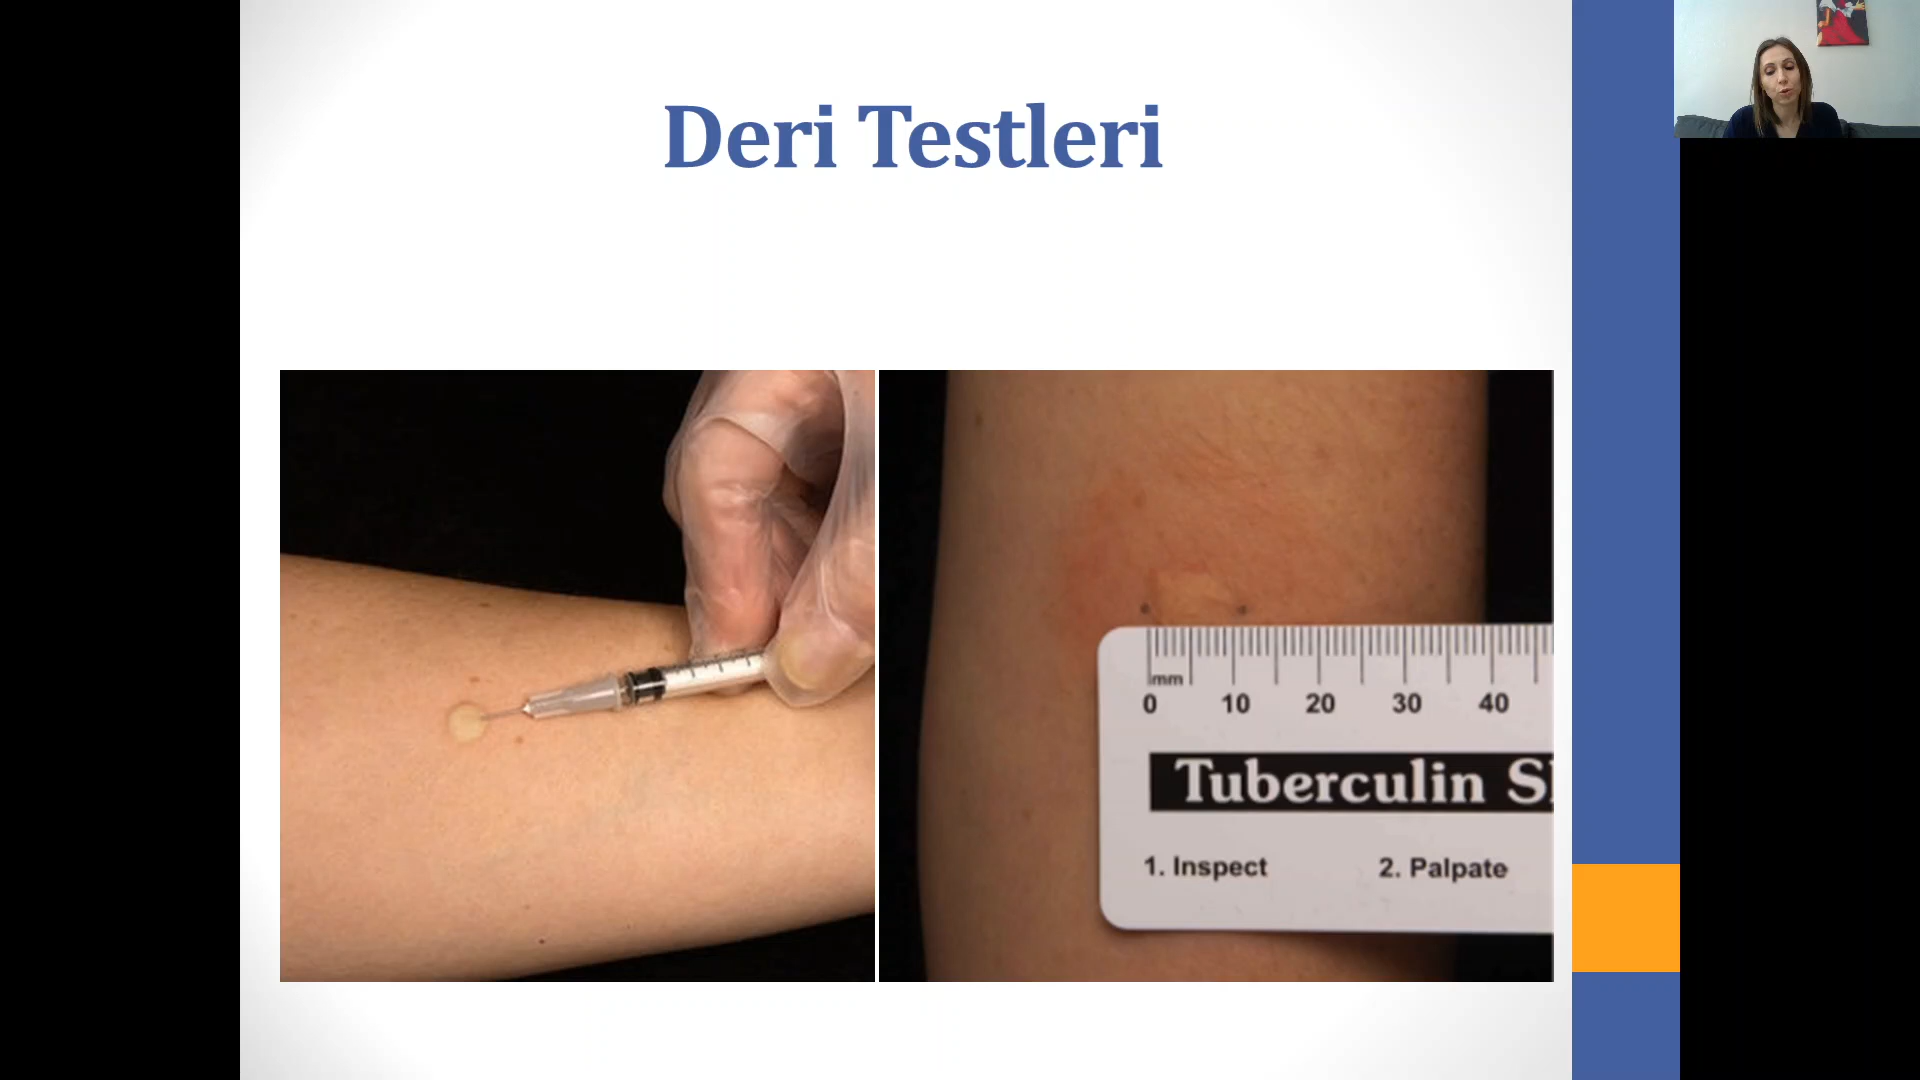 Deri Testleri
mm
0 10 20 30 40
Tuberculin S
1. Inspect 2. Palpate